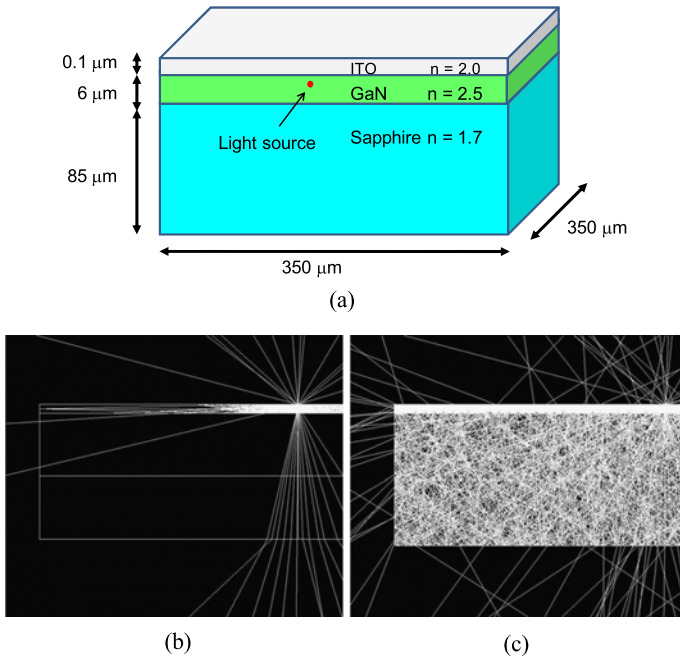 (a)
0.1 μm
ITO n = 2.0
6 μm
GaN n = 2.5
Light source
Sapphire n = 1.7
85 μm
350 μm
350 μm
(b)
(c)